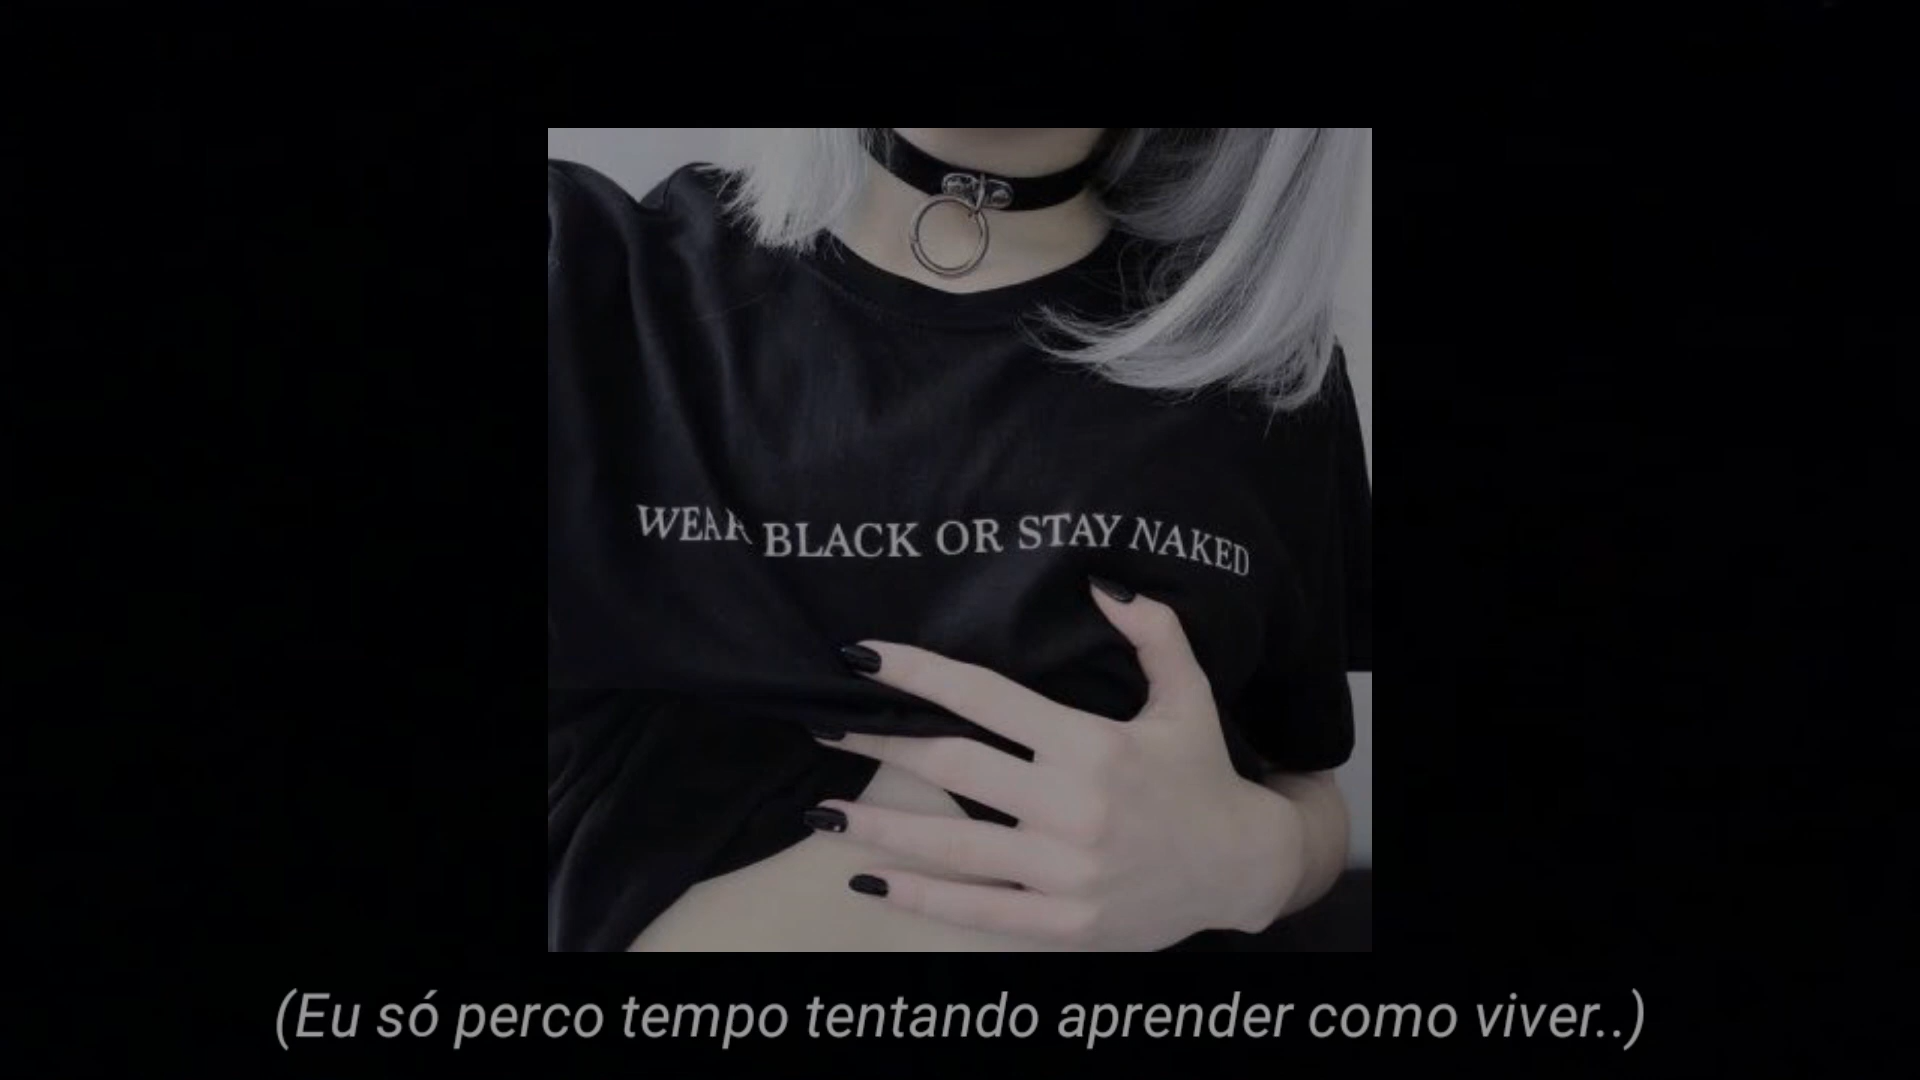 WEAR BLACK OR STAY NAKED
(Eu só perco tempo tentando aprender como viver..)